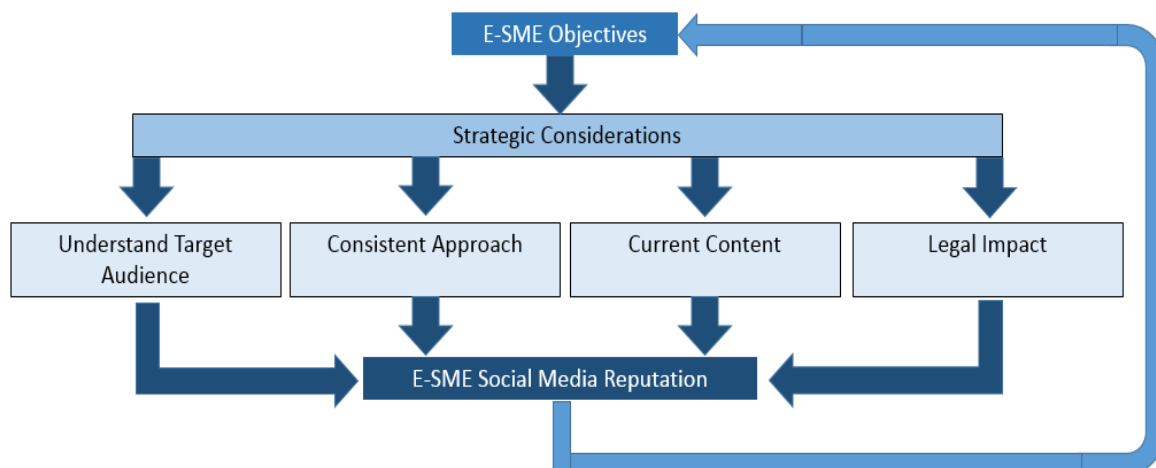 E-SME Objectives
Strategic Considerations
Understand Target
Audience
Consistent Approach
Current Content
Legal Impact
E-SME Social Media Reputation